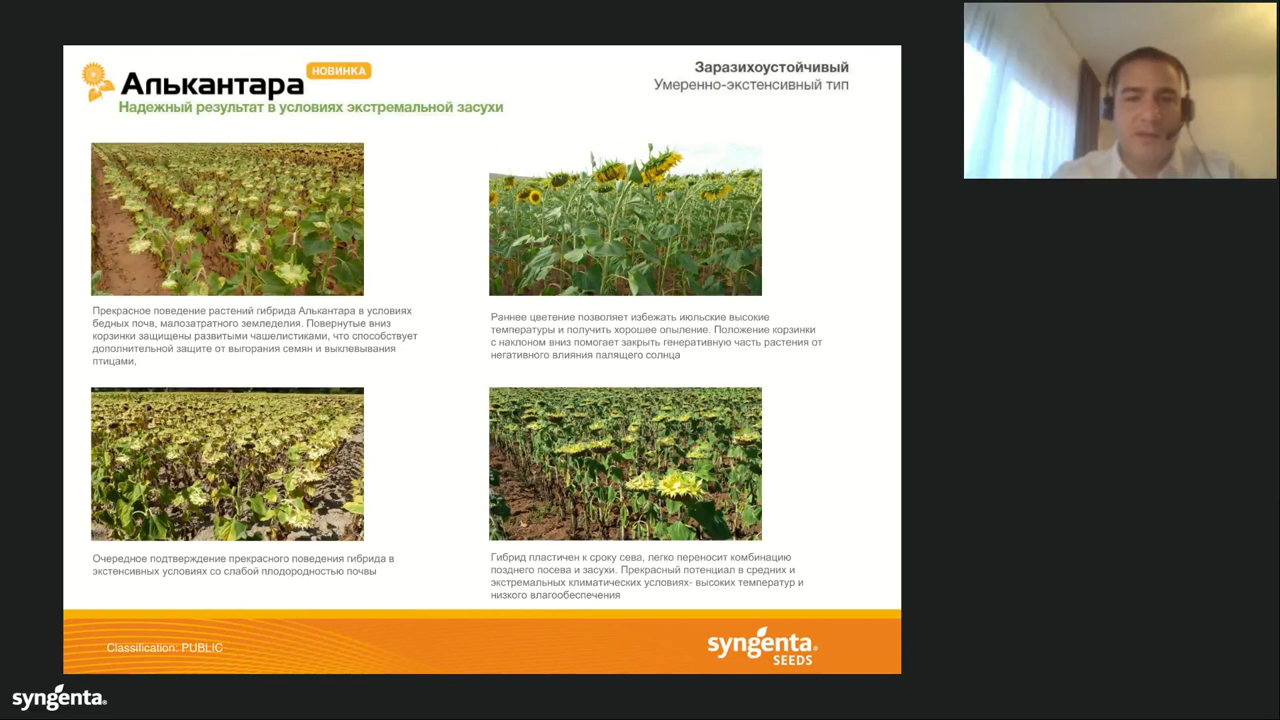 Алькантара
НОВИНКА
Надежный результат в условиях экстремальной засухи
Заразихоустойчивый
Умеренно-экстенсивный тип
Прекрасное поведение растений гибрида Алькантара в условиях
бедных почв, малозатратного земледелия. Повернутые вниз
корзинки защищены развитыми чашелистиками, что способствует
дополнительной защите от выгорания семян и выклевывания
птицами,
Раннее цветение позволяет избежать июльские высокие
температуры и получить хорошее опыление. Положение корзинки
с наклоном вниз помогает закрыть генеративную часть растения от
негативного влияния палящего солнца
Очередное подтверждение прекрасного поведения гибрида в
экстенсивных условиях со слабой плодородностью почвы
Гибрид пластичен к сроку сева, легко переносит комбинацию
позднего посева и засухи. Прекрасный потенциал в средних и
экстремальных климатических условиях- высоких температур и
низкого влагообеспечения
Classification: PUBLIC
syngenta
SEEDS
syngenta